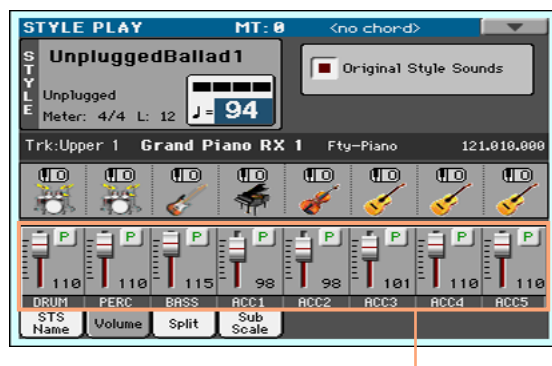 STYLE PLAY MT: 0 <no chord>
STYLE
UnpluggedBallad1
Unplugged
Meter: 4/4 L: 12 ♩= 94
Original Style Sounds
Trk:Upper 1 Grand Piano RX 1 Fty-Piano 121.010.000
P P P P P P P P
110 110 115 98 98 101 110 110
DRUM PERC BASS ACC1 ACC2 ACC3 ACC4 ACC5
STS Name Volume Split Sub Scale